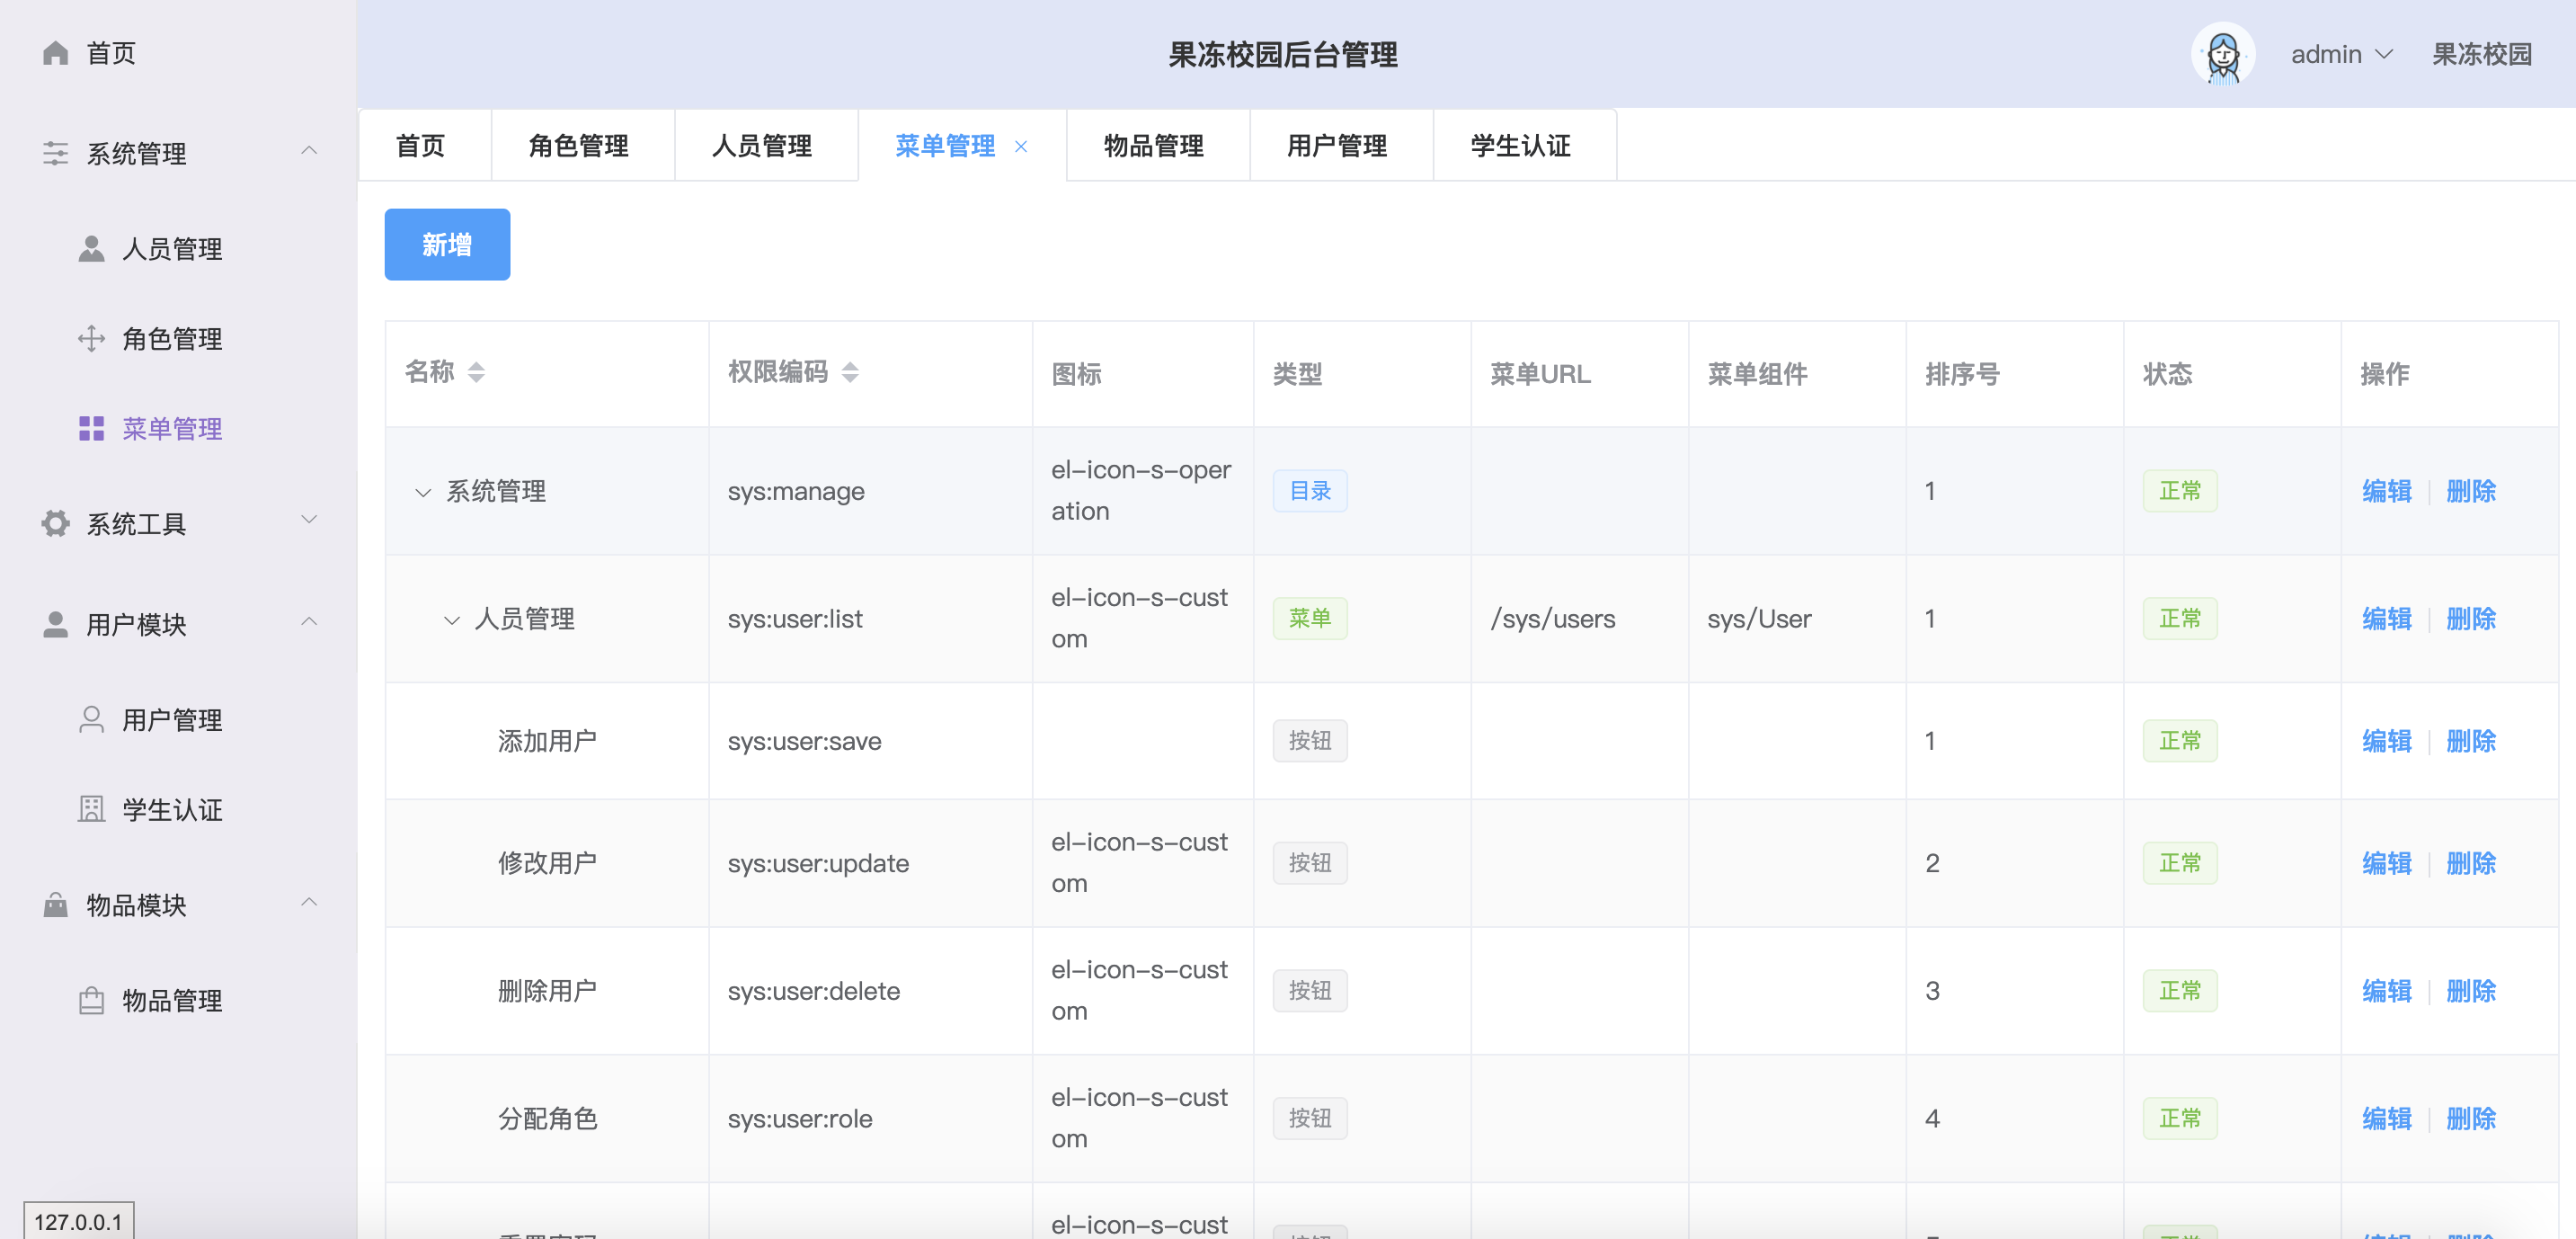 首页
系统管理
人员管理
角色管理
菜单管理
系统工具
用户模块
用户管理
学生认证
物品模块
物品管理
127.0.0.1
果冻校园后台管理
admin
果冻校园
首页 角色管理 人员管理 菜单管理 × 物品管理 用户管理 学生认证
新增
名称 权限编码 图标 类型 菜单URL 菜单组件 排序号 状态 操作
系统管理 sys:manage el-icon-s-oper
ation 目录 1 正常 编辑 删除
人员管理 sys:user:list el-icon-s-cust
om 菜单 /sys/users sys/User 1 正常 编辑 删除
添加用户 sys:user:save 按钮 1 正常 编辑 删除
修改用户 sys:user:update el-icon-s-cust
om 按钮 2 正常 编辑 删除
删除用户 sys:user:delete el-icon-s-cust
om 按钮 3 正常 编辑 删除
分配角色 sys:user:role el-icon-s-cust
om 按钮 4 正常 编辑 删除
el-icon-s-cust